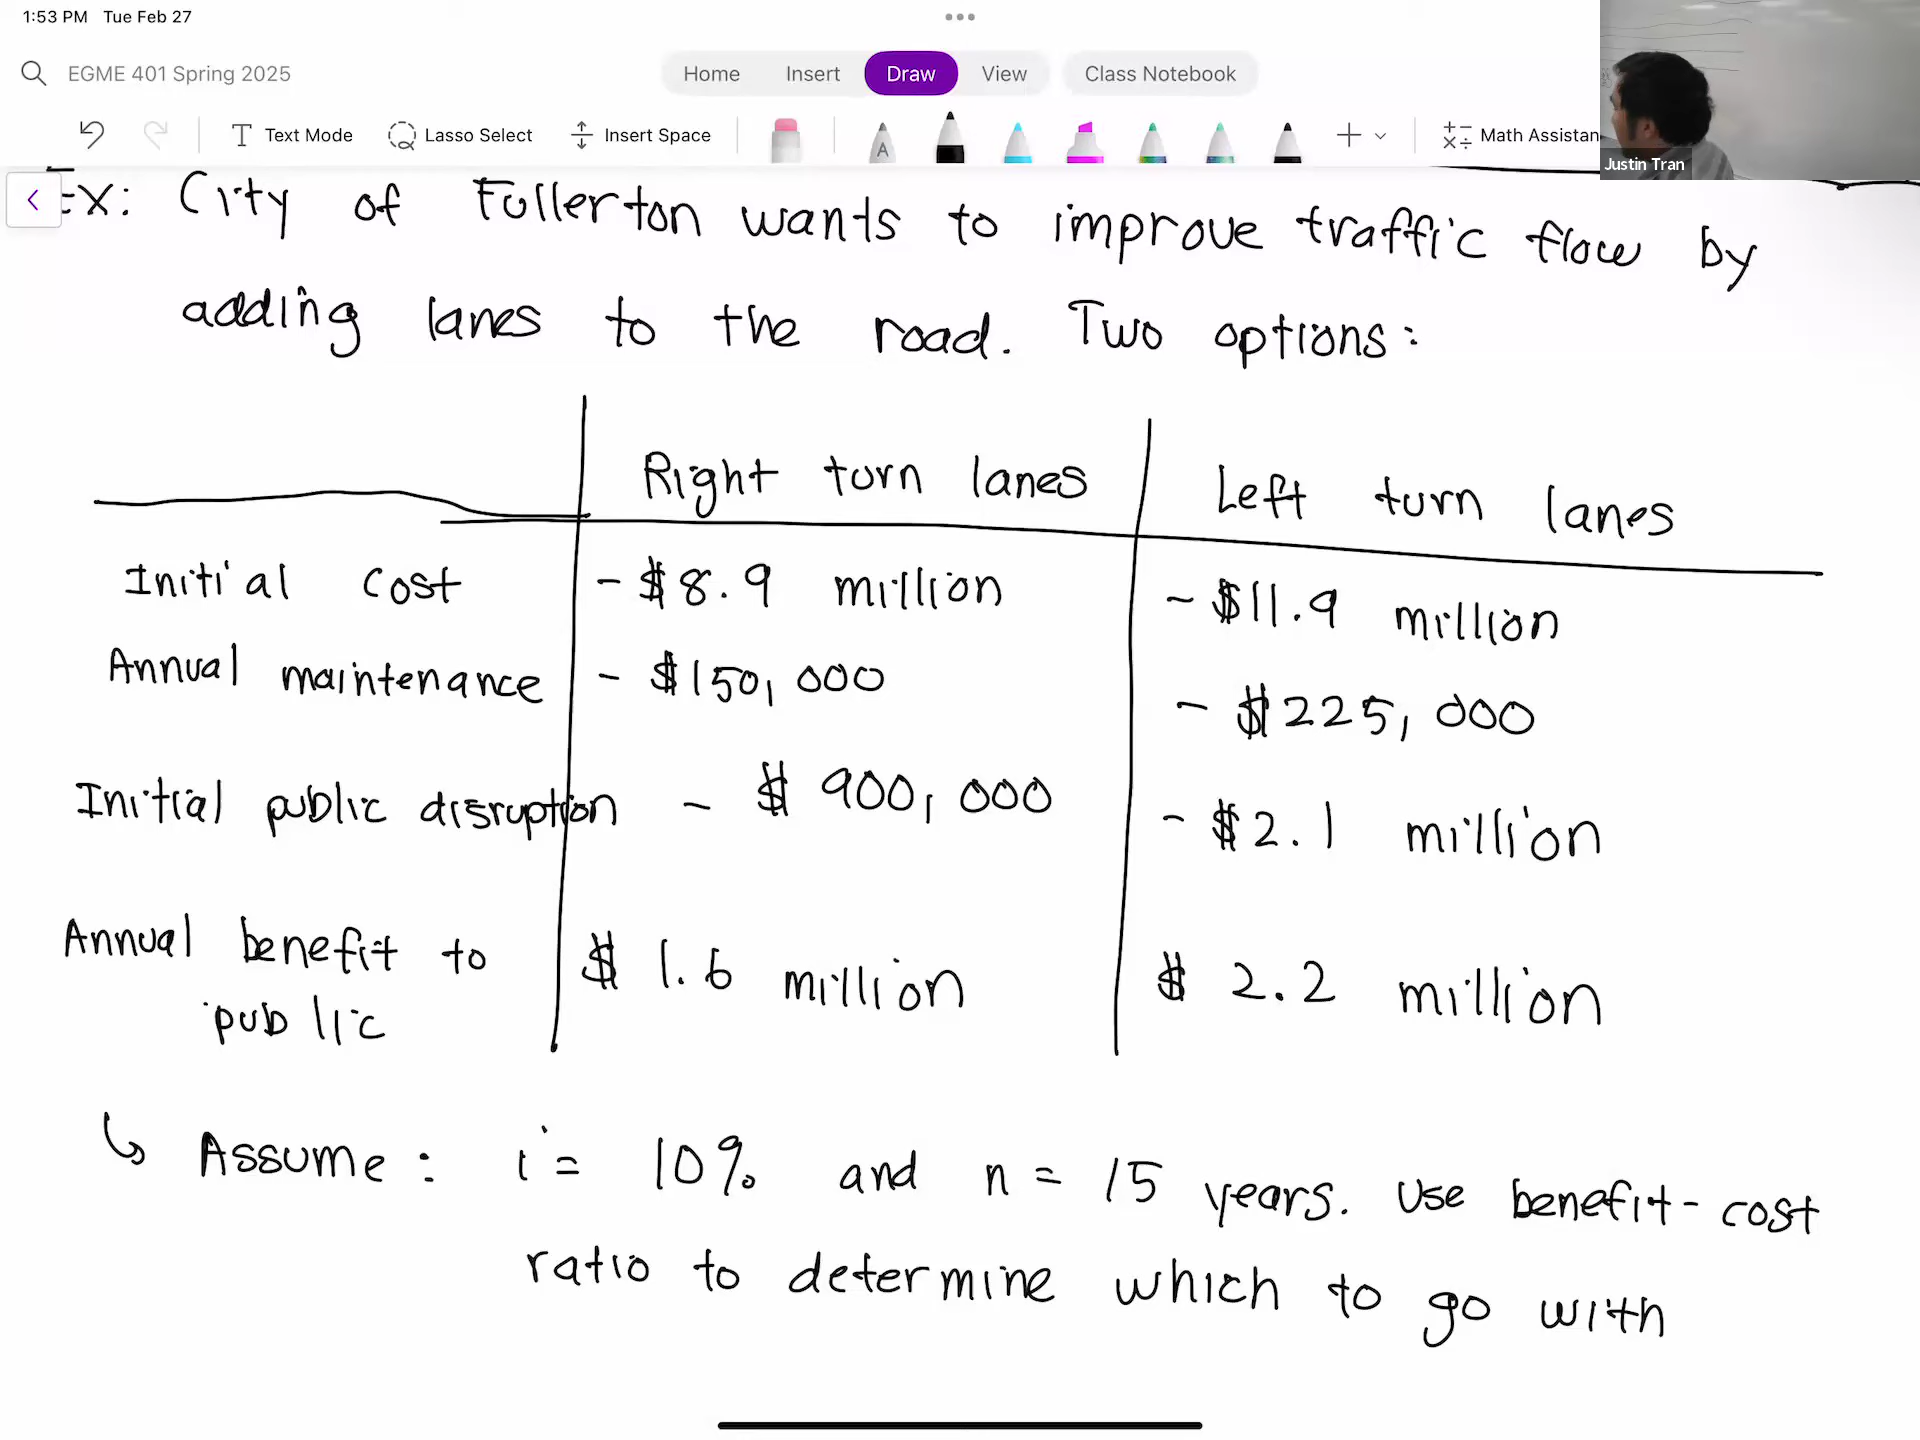 1:53 PM Tue Feb 27
EGME 401 Spring 2025
Home Insert Draw View Class Notebook
Text Mode Lasso Select Insert Space A Math Assistan
Justin Tran
Ex: City of Fullerton wants to improve traffic flow by
adding lanes to the road. Two options:
Right turn lanes Left turn lanes
Initial cost - $8.9 million - $11.9 million
Annual maintenance - $150,000 - $225,000
Initial public disruption - $900,000 - $2.1 million
Annual benefit to $1.6 million $2.2 million
public
↳ Assume: i = 10% and n = 15 years. Use benefit-cost
ratio to determine which to go with